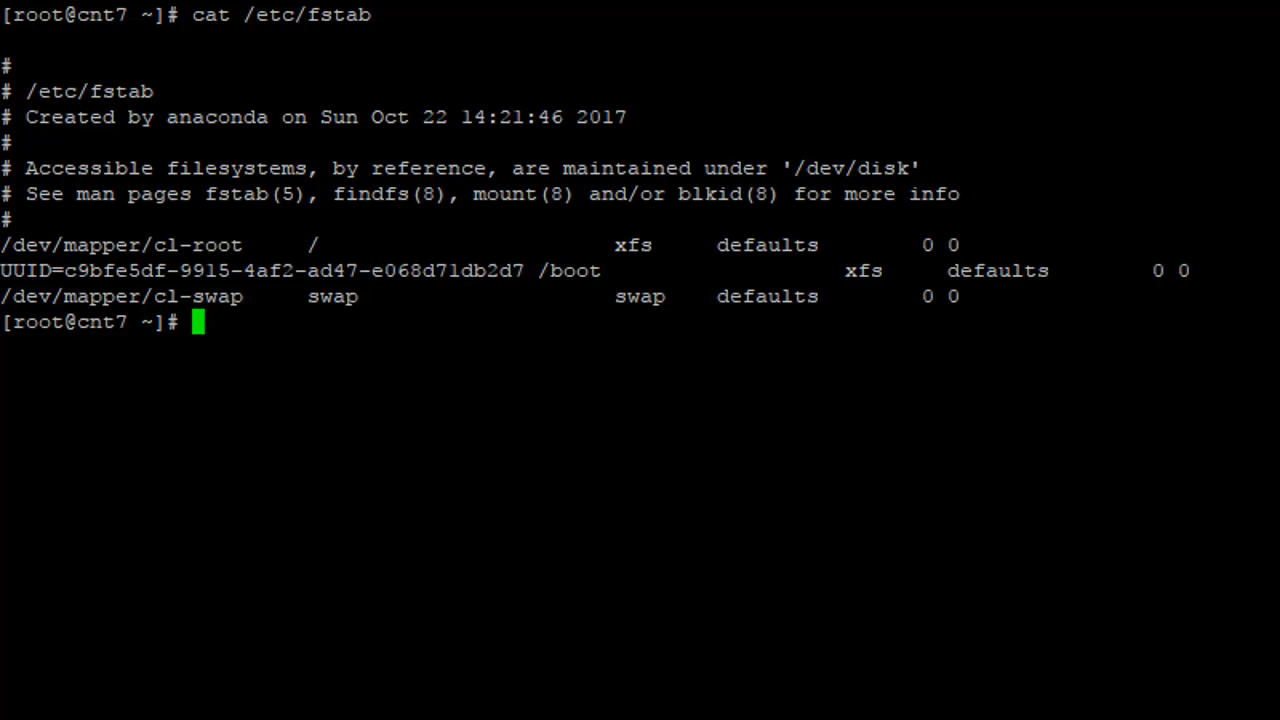 [root@cnt7 ~]# cat /etc/fstab
#
# /etc/fstab
# Created by anaconda on Sun Oct 22 14:21:46 2017
#
# Accessible filesystems, by reference, are maintained under '/dev/disk'
# See man pages fstab(5), findfs(8), mount(8) and/or blkid(8) for more info
#
/dev/mapper/cl-root     /                       xfs     defaults        0 0
UUID=c9bfe5df-9915-4af2-ad47-e068d71db2d7 /boot                   xfs     defaults        0 0
/dev/mapper/cl-swap     swap                    swap    defaults        0 0
[root@cnt7 ~]#